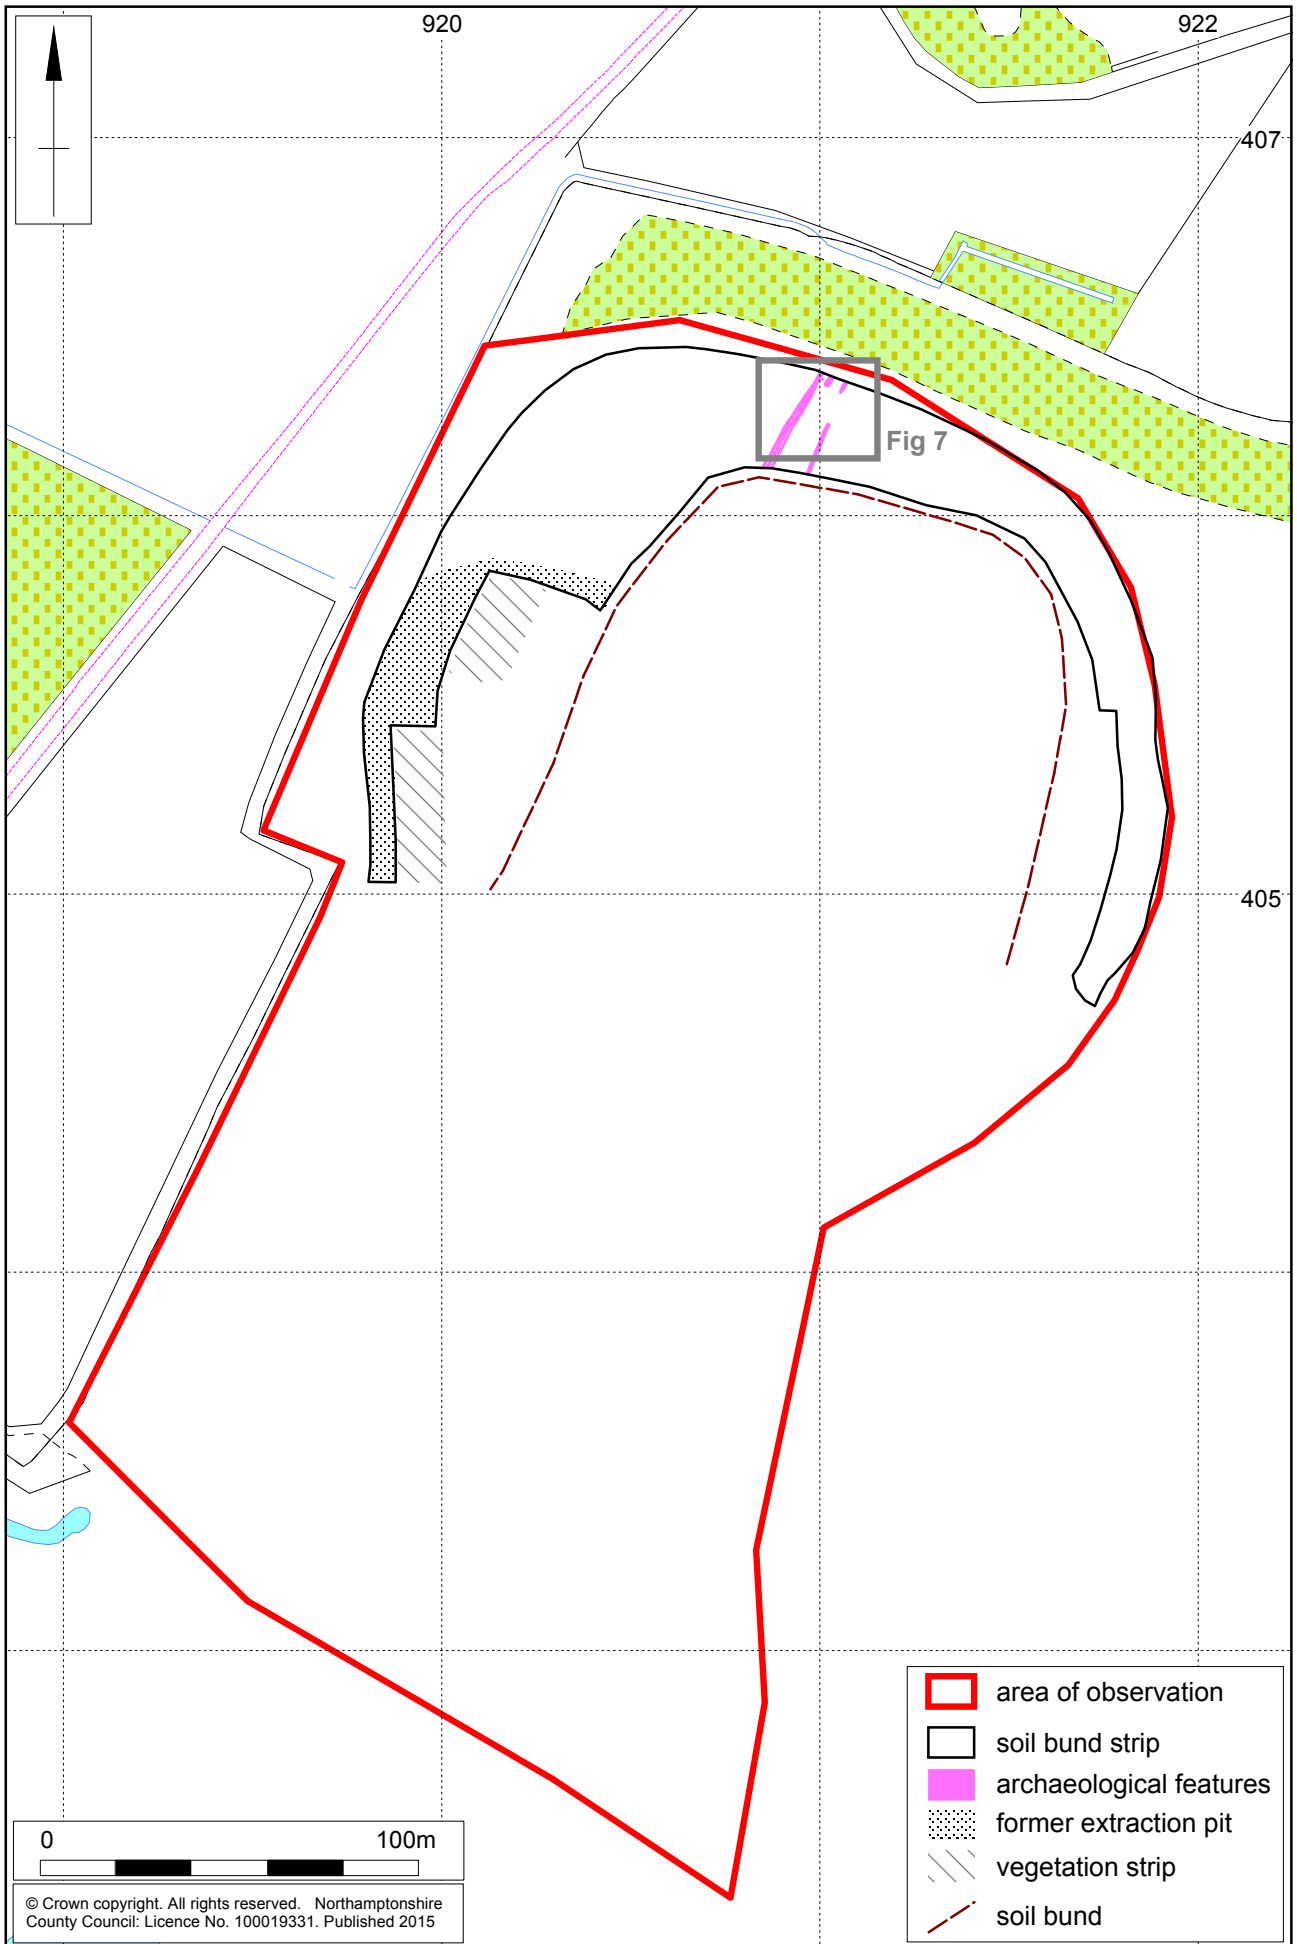 920
922
407
Fig 7
405
area of observation
soil bund strip
archaeological features
former extraction pit
vegetation strip
soil bund
0 100m
© Crown copyright. All rights reserved. Northamptonshire
County Council: Licence No. 100019331. Published 2015